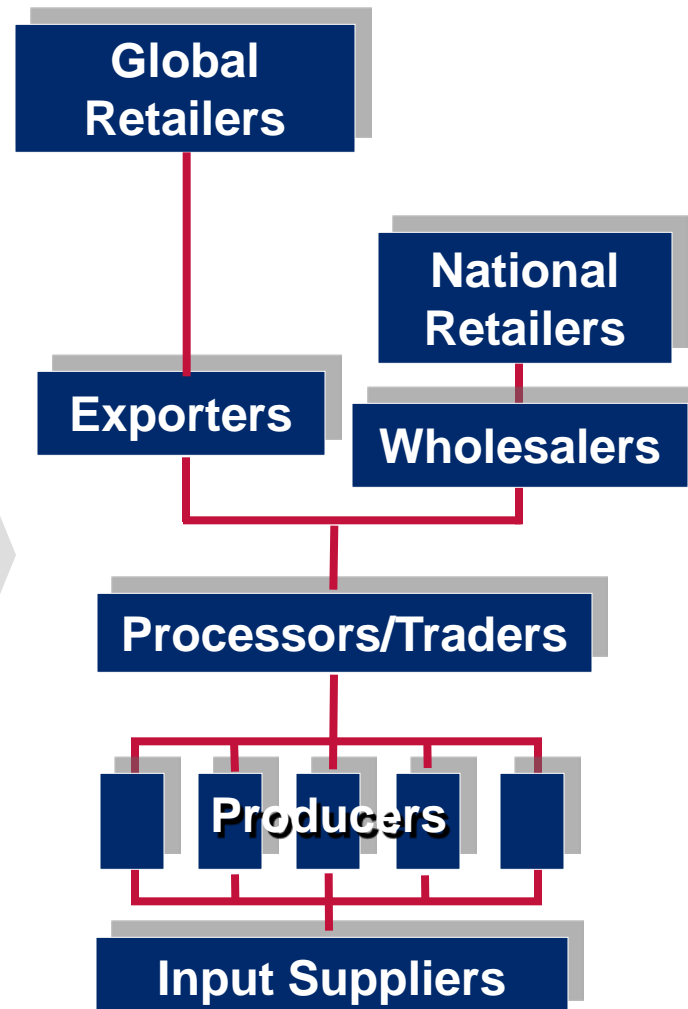 Global
Retailers
National
Retailers
Exporters
Wholesalers
Processors/Traders
Producers
Input Suppliers